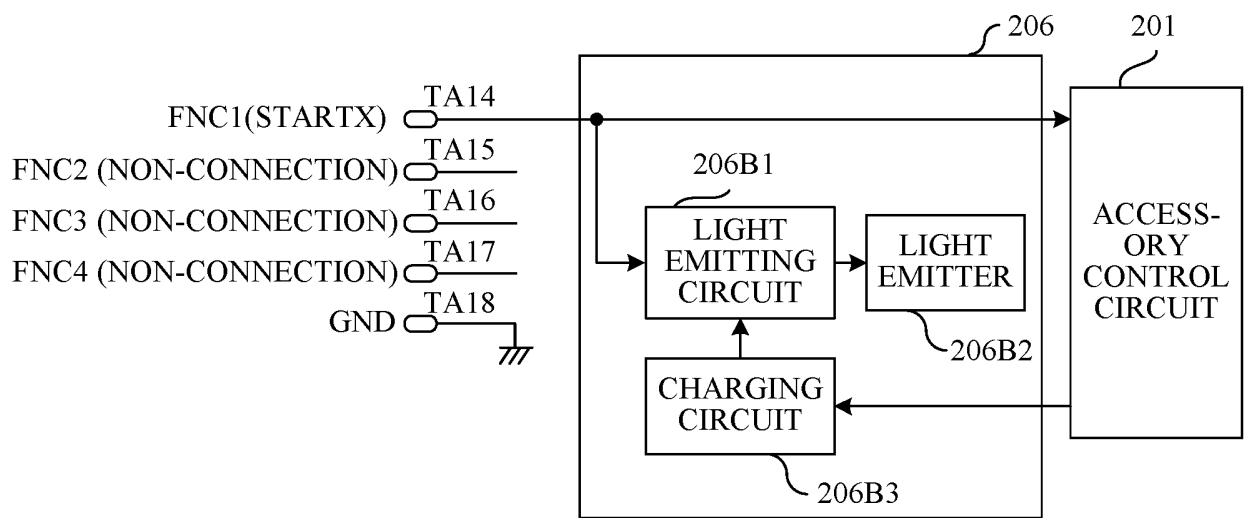 206
201
FNC1(STARTX)
TA14
FNC2 (NON-CONNECTION)
TA15
FNC3 (NON-CONNECTION)
TA16
FNC4 (NON-CONNECTION)
TA17
GND
TA18
206B1
LIGHT
EMITTING
CIRCUIT
LIGHT
EMITTER
206B2
CHARGING
CIRCUIT
206B3
ACCESS-
ORY
CONTROL
CIRCUIT